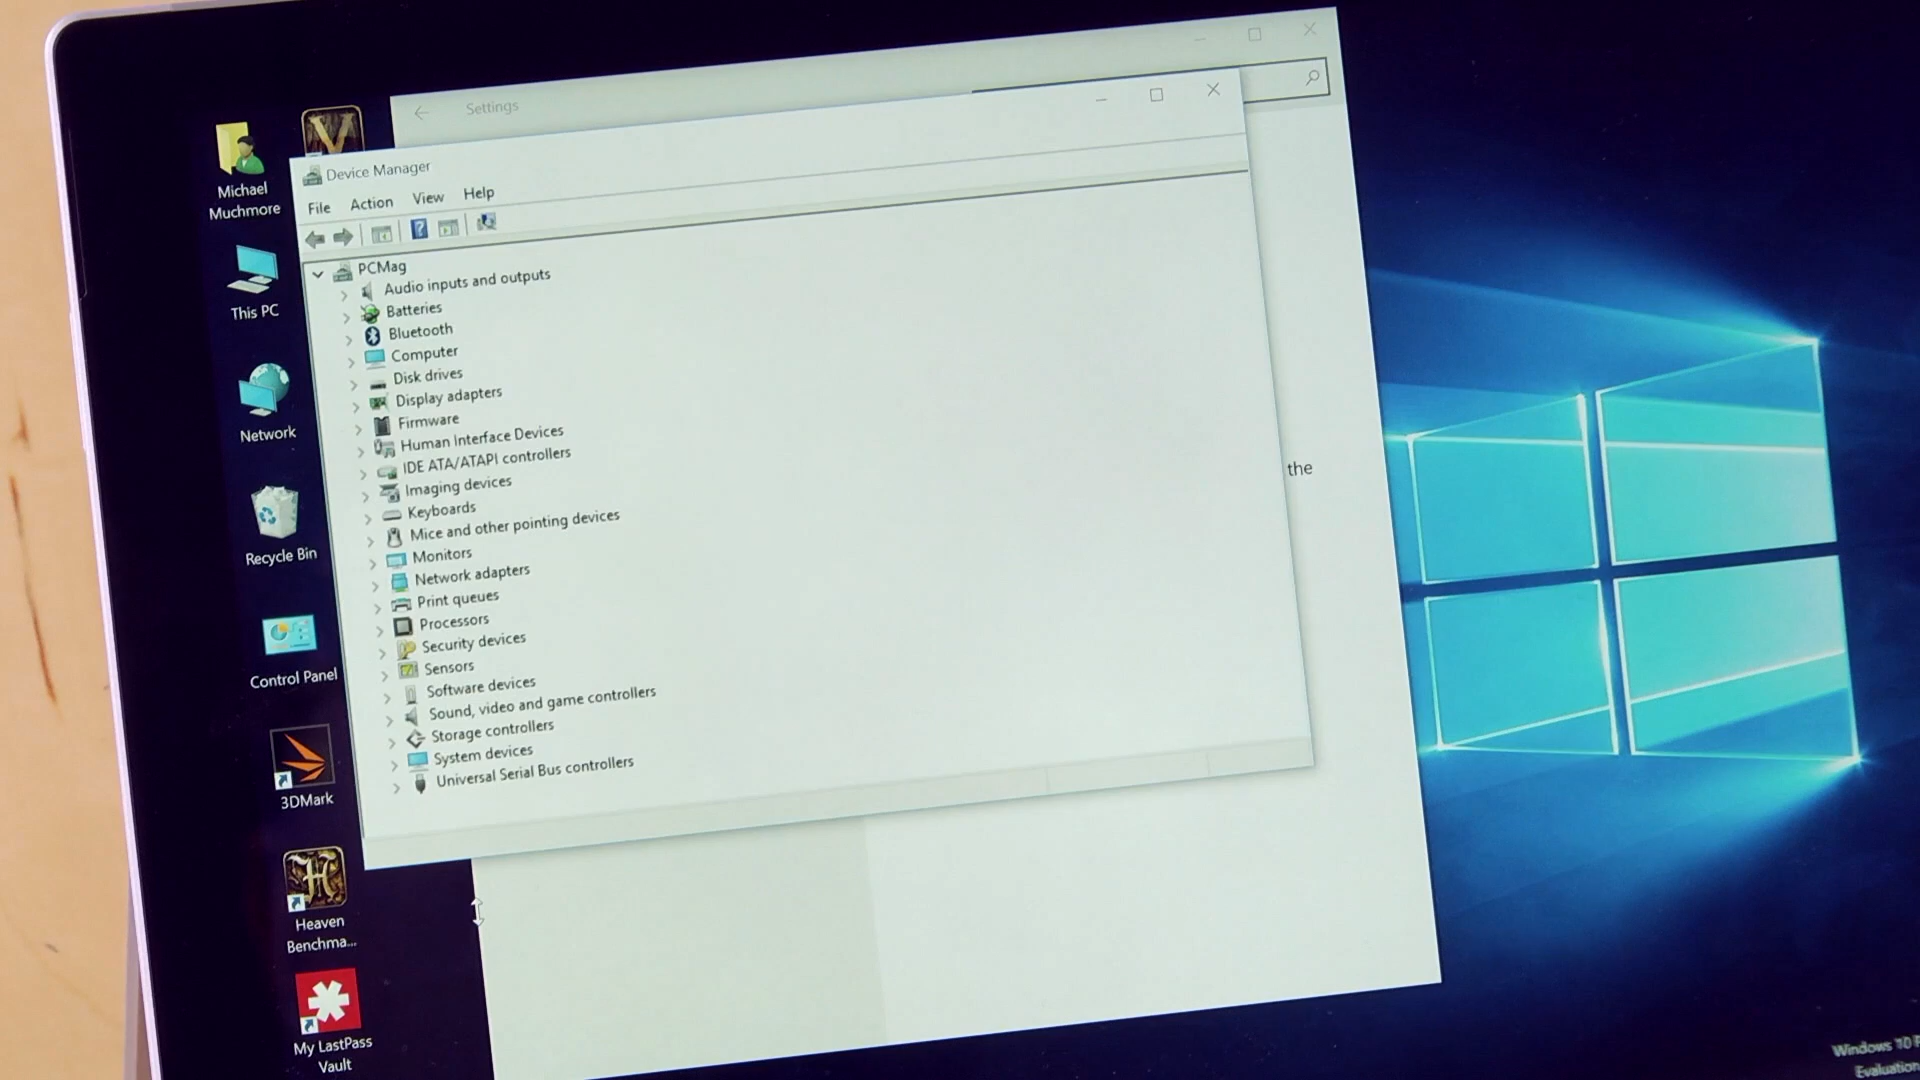 Settings
Device Manager
File Action View Help
PCMag
Audio inputs and outputs
Batteries
Bluetooth
Computer
Disk drives
Display adapters
Firmware
Human Interface Devices
IDE ATA/ATAPI controllers
Imaging devices
Keyboards
Mice and other pointing devices
Monitors
Network adapters
Print queues
Processors
Security devices
Sensors
Software devices
Sound, video and game controllers
Storage controllers
System devices
Universal Serial Bus controllers
the
Michael
Muchmore
This PC
Network
Recycle Bin
Control Panel
3DMark
Heaven
Benchma...
My LastPass
Vault
Windows 10
Evaluation